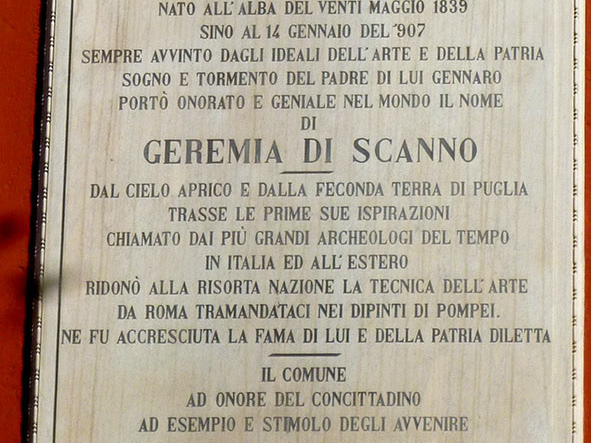 NATO ALL'ALBA DEL VENTI MAGGIO 1839
SINO AL 14 GENNAIO DEL '907
SEMPRE AVVINTO DAGLI IDEALI DELL'ARTE E DELLA PATRIA
SOGNO E TORMENTO DEL PADRE DI LUI GENNARO
PORTÒ ONORATO E GENIALE NEL MONDO IL NOME
DI
GEREMIA DI SCANNO
DAL CIELO APRICO E DALLA FECONDA TERRA DI PUGLIA
TRASSE LE PRIME SUE ISPIRAZIONI
CHIAMATO DAI PIÙ GRANDI ARCHEOLOGI DEL TEMPO
IN ITALIA ED ALL'ESTERO
RIDONÒ ALLA RISORTA NAZIONE LA TECNICA DELL'ARTE
DA ROMA TRAMANDATACI NEI DIPINTI DI POMPEI.
NE FU ACCRESCIUTA LA FAMA DI LUI E DELLA PATRIA DILETTA
IL COMUNE
AD ONORE DEL CONCITTADINO
AD ESEMPIO E STIMOLO DEGLI AVVENIRE